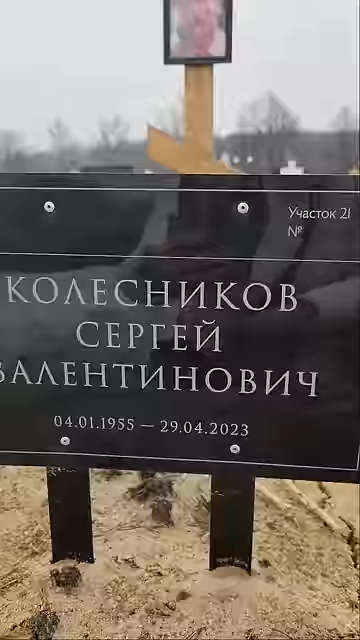 Участок 21
№
КОЛЕСНИКОВ
СЕРГЕЙ
ВАЛЕНТИНОВИЧ
04.01.1955 — 29.04.2023